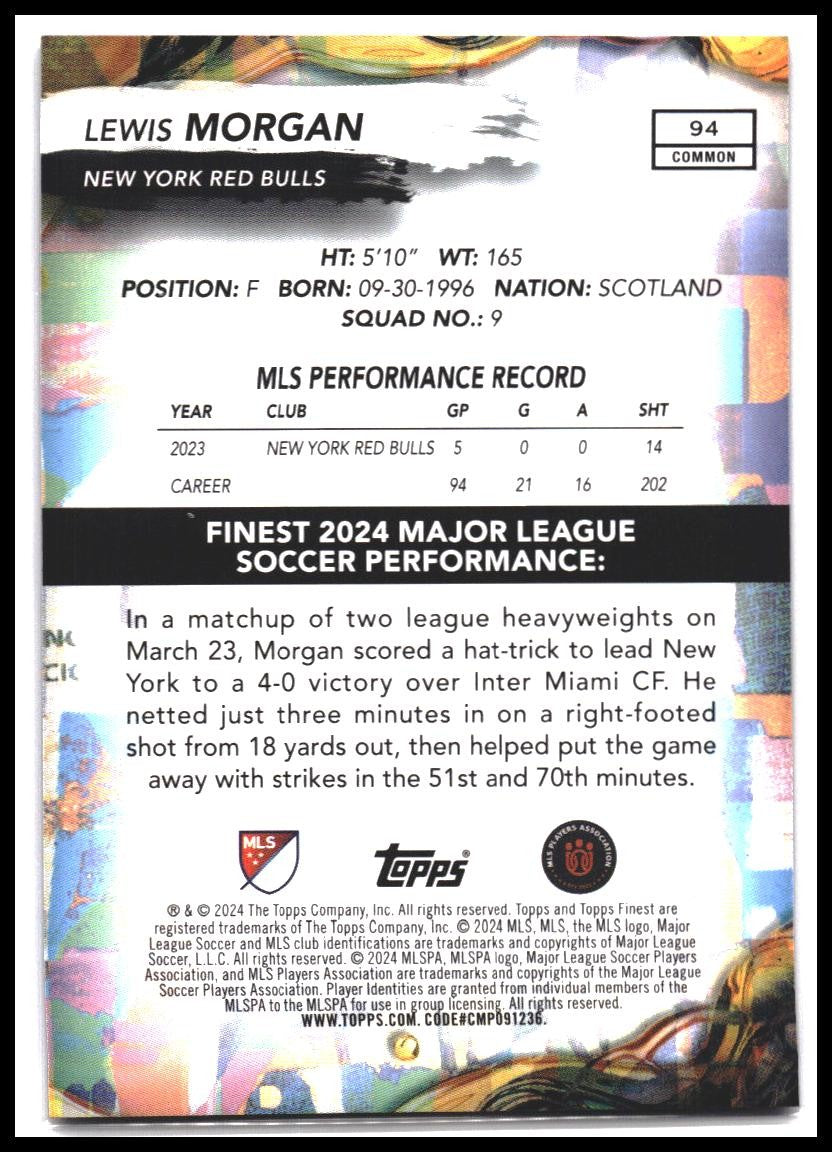 LEWIS MORGAN
94
COMMON
NEW YORK RED BULLS
HT: 5'10" WT: 165
POSITION: F BORN: 09-30-1996 NATION: SCOTLAND
SQUAD NO.: 9
MLS PERFORMANCE RECORD
YEAR CLUB GP G A SHT
2023 NEW YORK RED BULLS 5 0 0 14
CAREER 94 21 16 202
FINEST 2024 MAJOR LEAGUE
SOCCER PERFORMANCE:
In a matchup of two league heavyweights on
March 23, Morgan scored a hat-trick to lead New
York to a 4-0 victory over Inter Miami CF. He
netted just three minutes in on a right-footed
shot from 18 yards out, then helped put the game
away with strikes in the 51st and 70th minutes.
MLS
Topps®
MLS PLAYERS ASSOCIATION
® & © 2024 The Topps Company, Inc. All rights reserved. Topps and Topps Finest are
registered trademarks of The Topps Company, Inc. © 2024 MLS, MLS, the MLS logo, Major
League Soccer and MLS club identifications are trademarks and copyrights of Major League
Soccer, L.L.C. All rights reserved. © 2024 MLSPA, MLSPA logo, Major League Soccer Players
Association, and MLS Players Association are trademarks and copyrights of the Major League
Soccer Players Association. Player Identities are granted from individual members of the
MLSPA to the MLSPA for use in group licensing. All rights reserved.
WWW.TOPPS.COM. CODE#CMP091236.